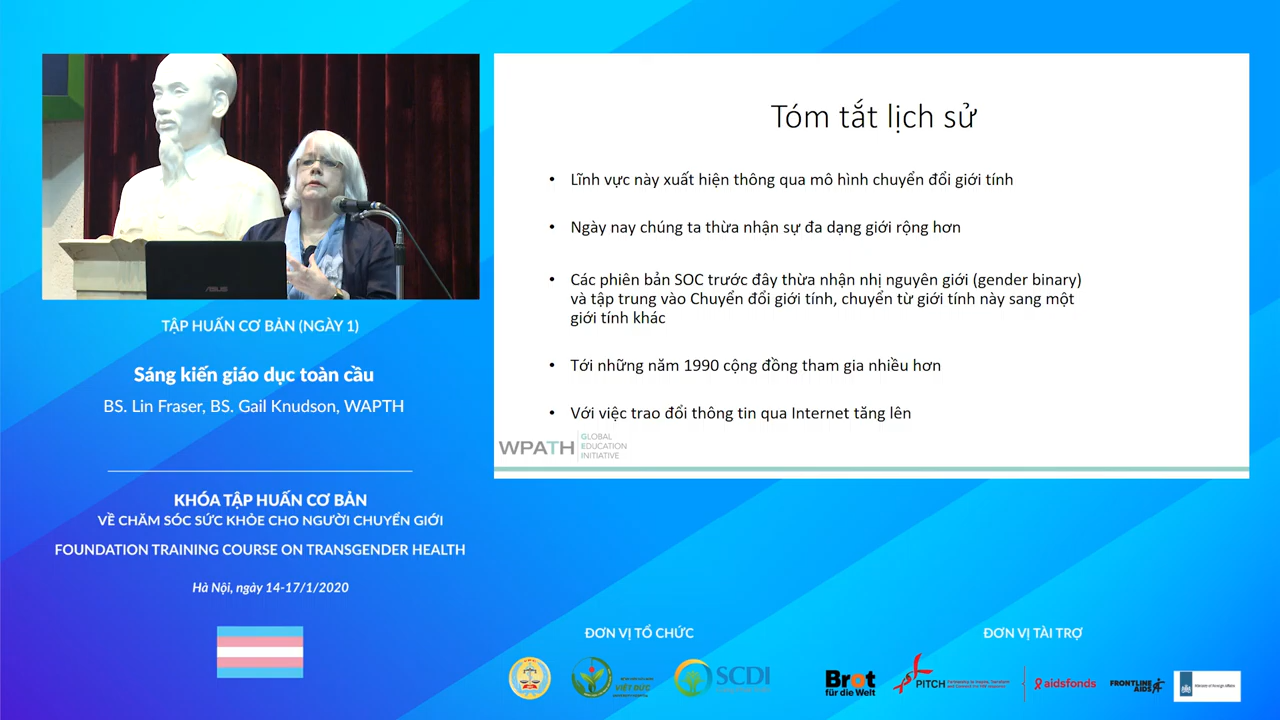 ASUS
TẬP HUẤN CƠ BẢN (NGÀY 1)
Sáng kiến giáo dục toàn cầu
BS. Lin Fraser, BS. Gail Knudson, WAPTH
KHÓA TẬP HUẤN CƠ BẢN
VỀ CHĂM SÓC SỨC KHỎE CHO NGƯỜI CHUYỂN GIỚI
FOUNDATION TRAINING COURSE ON TRANSGENDER HEALTH
Hà Nội, ngày 14-17/1/2020
Tóm tắt lịch sử
• Lĩnh vực này xuất hiện thông qua mô hình chuyển đổi giới tính
• Ngày nay chúng ta thừa nhận sự đa dạng giới rộng hơn
• Các phiên bản SOC trước đây thừa nhận nhị nguyên giới (gender binary)
và tập trung vào Chuyển đổi giới tính, chuyển từ giới tính này sang một
giới tính khác
• Tới những năm 1990 cộng đồng tham gia nhiều hơn
• Với việc trao đổi thông tin qua Internet tăng lên
WPATH
GLOBAL
EDUCATION
INITIATIVE
ĐƠN VỊ TỔ CHỨC
VIỆT ĐỨC
SCDI
ĐƠN VỊ TÀI TRỢ
Brot
für die Welt
PITCH
aidsfonds
FRONTLINE
AIDS
Ministry of Foreign Affairs